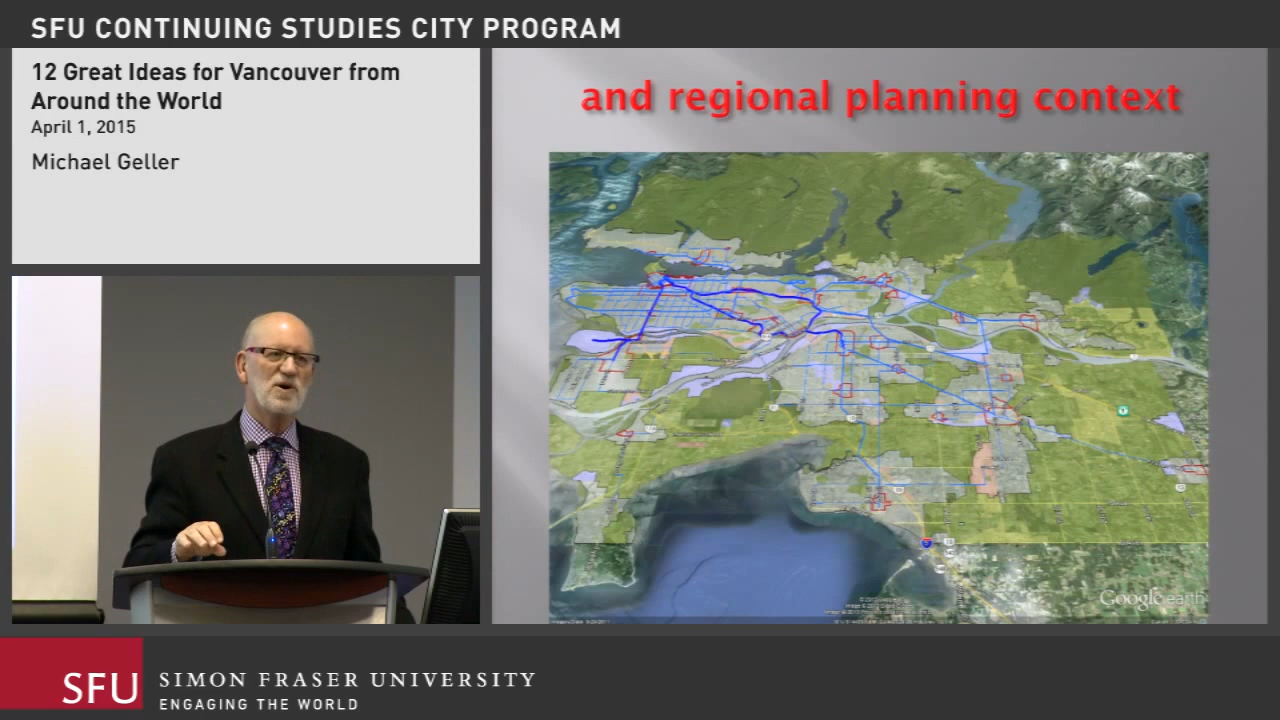 SFU CONTINUING STUDIES CITY PROGRAM
12 Great Ideas for Vancouver from
Around the World
April 1, 2015
Michael Geller
and regional planning context
Google earth
SFU
SIMON FRASER UNIVERSITY
ENGAGING THE WORLD